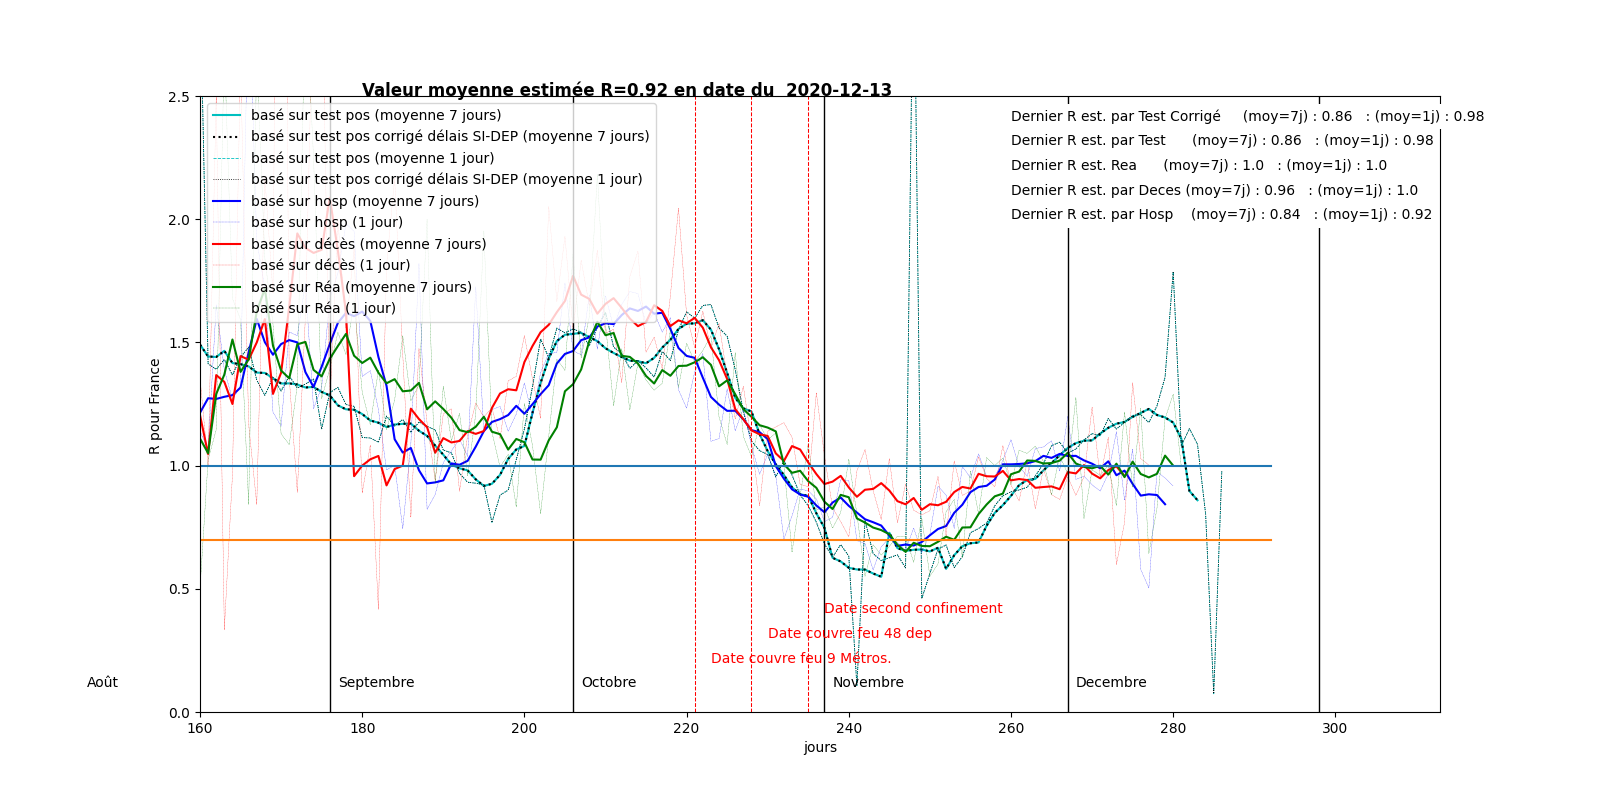 Valeur moyenne estimée R=0.92 en date du  2020-12-13
2.5
2.0
1.5
1.0
0.5
0.0
R pour France
basé sur test pos (moyenne 7 jours)
basé sur test pos corrigé délais SI-DEP (moyenne 7 jours)
basé sur test pos (moyenne 1 jour)
basé sur test pos corrigé délais SI-DEP (moyenne 1 jour)
basé sur hosp (moyenne 7 jours)
basé sur hosp (1 jour)
basé sur décès (moyenne 7 jours)
basé sur décès (1 jour)
basé sur Réa (moyenne 7 jours)
basé sur Réa (1 jour)
Dernier R est. par Test Corrigé     (moy=7j) : 0.86   : (moy=1j) : 0.98
Dernier R est. par Test      (moy=7j) : 0.86   : (moy=1j) : 0.98
Dernier R est. Rea      (moy=7j) : 1.0   : (moy=1j) : 1.0
Dernier R est. par Deces (moy=7j) : 0.96   : (moy=1j) : 1.0
Dernier R est. par Hosp    (moy=7j) : 0.84   : (moy=1j) : 0.92
Date second confinement
Date couvre feu 48 dep
Date couvre feu 9 Métros.
Août
Septembre
Octobre
Novembre
Decembre
160
180
200
220
240
260
280
300
jours